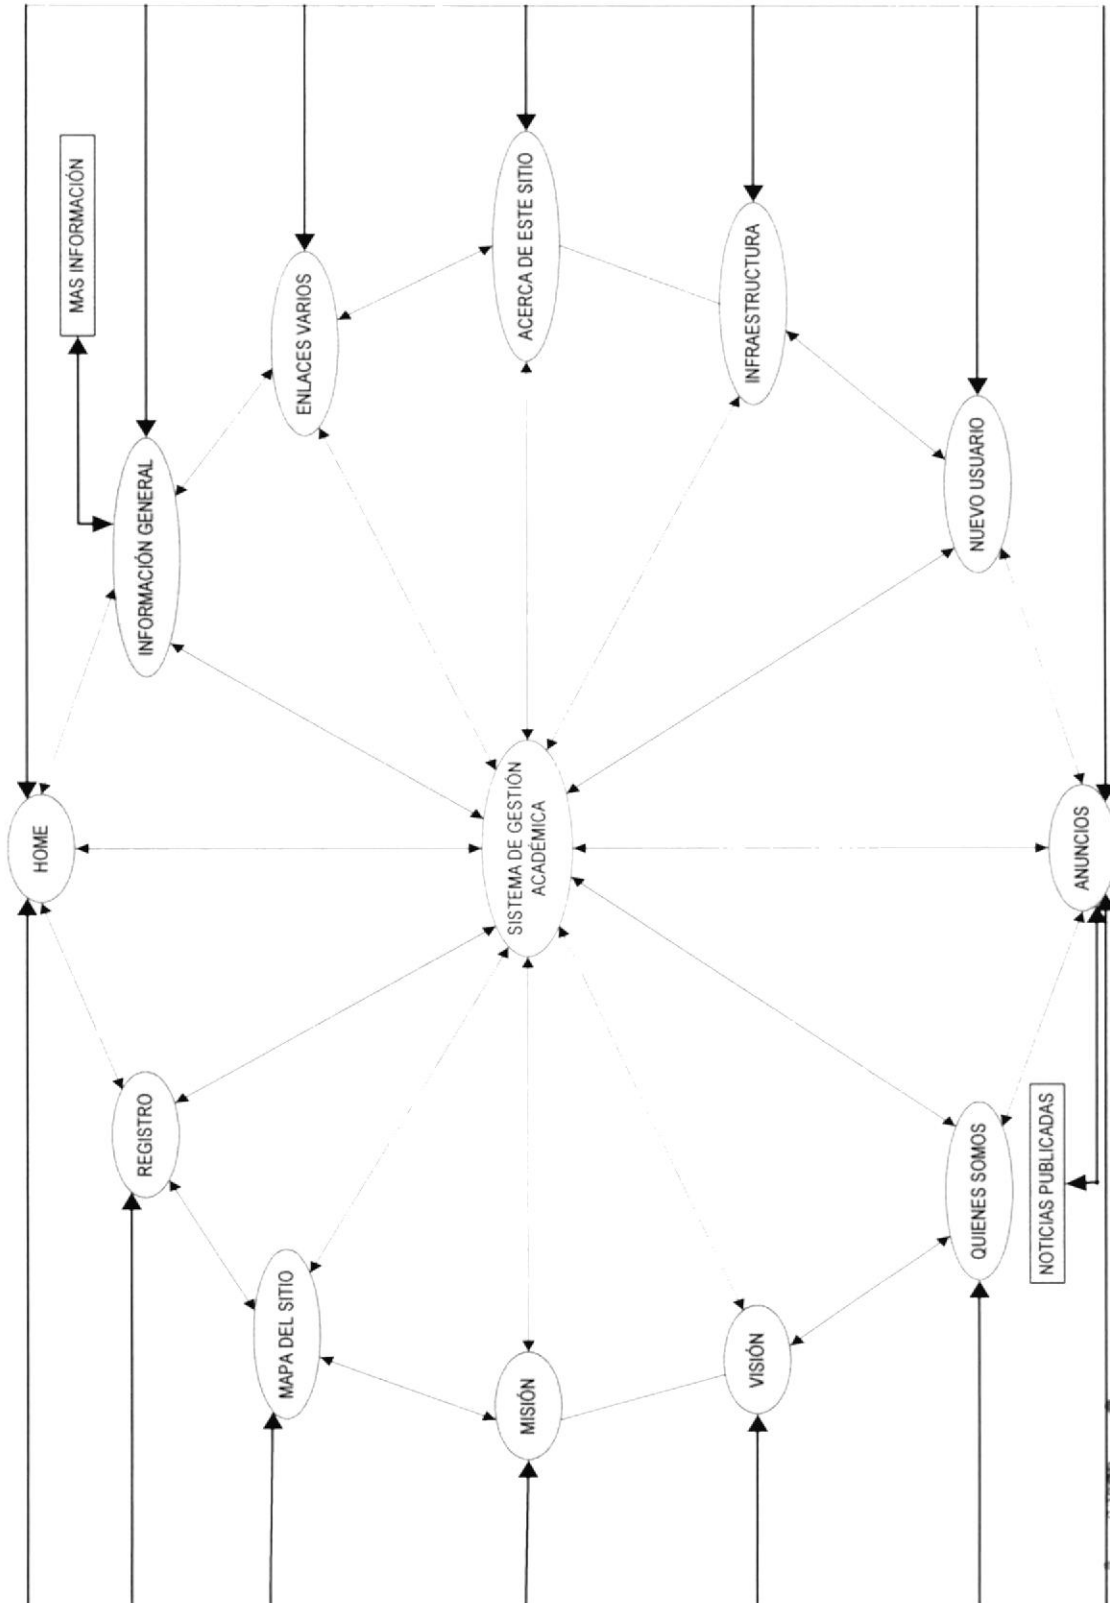 HOME
MAS INFORMACIÓN
REGISTRO
INFORMACIÓN GENERAL
MAPA DEL SITIO
ENLACES VARIOS
MISIÓN
SISTEMA DE GESTIÓN
ACADÉMICA
ACERCA DE ESTE SITIO
VISIÓN
INFRAESTRUCTURA
QUIENES SOMOS
NUEVO USUARIO
NOTICIAS PUBLICADAS
ANUNCIOS